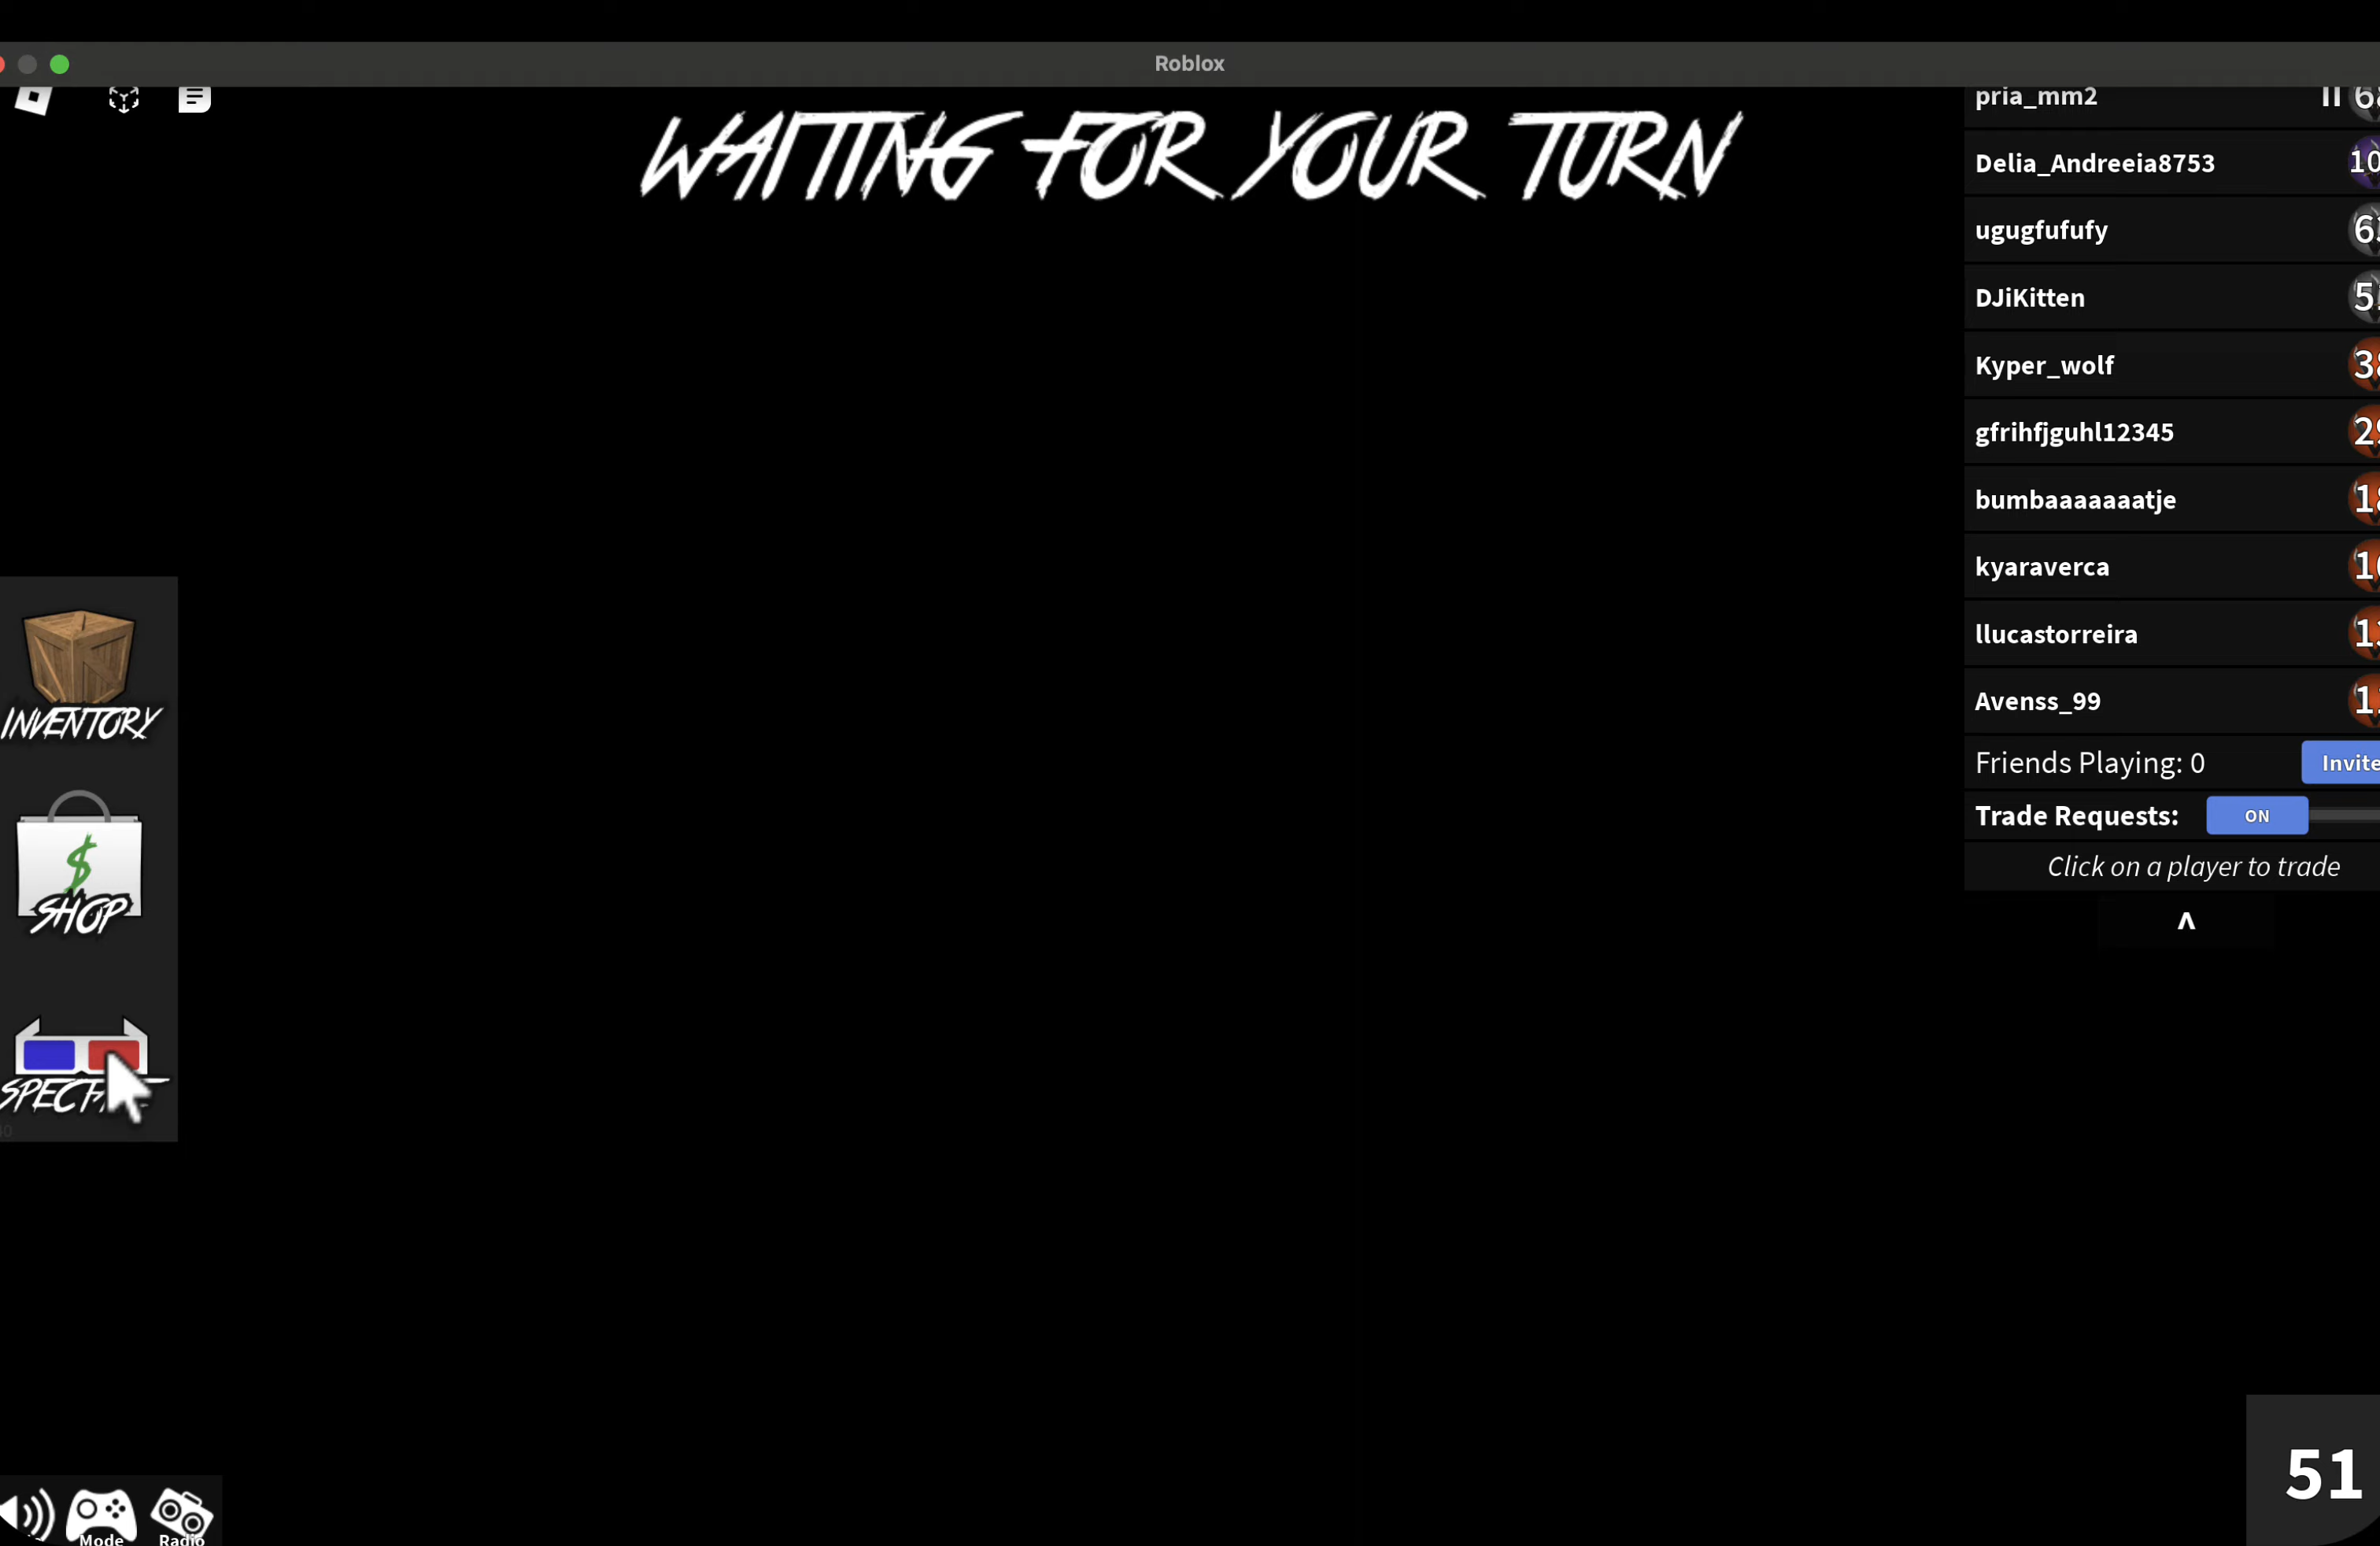 Roblox
WAITING FOR YOUR TURN
pria_mm2
Delia_Andreeia8753
ugugfufufy
DJiKitten
Kyper_wolf
gfrihfjguhl12345
bumbaaaaaaatje
kyaraverca
llucastorreira
Avenss_99
Friends Playing: 0
Invite
Trade Requests: ON
Click on a player to trade
INVENTORY
$
SHOP
51
Mode
Radio